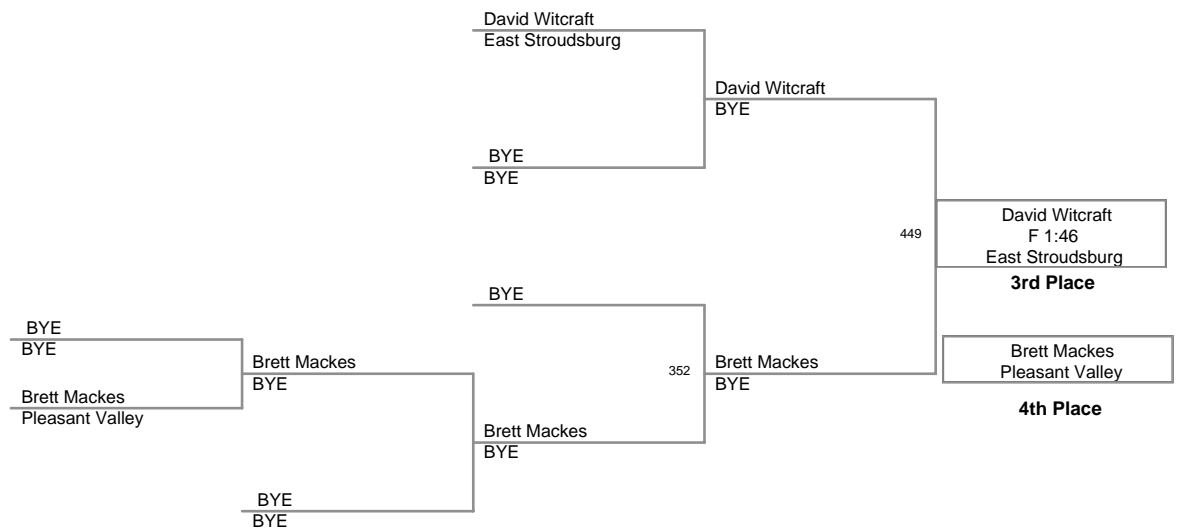 David Witcraft
East Stroudsburg
David Witcraft
BYE
BYE
BYE
449
David Witcraft
F 1:46
East Stroudsburg
3rd Place
BYE
BYE
BYE
Brett Mackes
BYE
352
Brett Mackes
BYE
Brett Mackes
Pleasant Valley
4th Place
Brett Mackes
Pleasant Valley
Brett Mackes
BYE
BYE
BYE